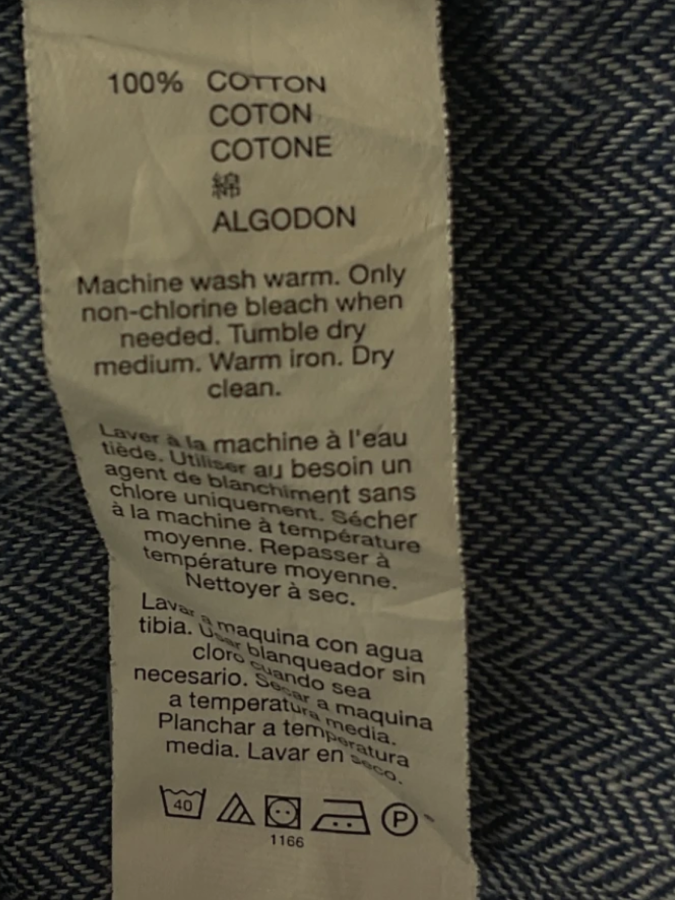 100% COTTON
COTON
COTONE
綿
ALGODON
Machine wash warm. Only
non-chlorine bleach when
needed. Tumble dry
medium. Warm iron. Dry
clean.
Laver à la machine à l'eau
tiède. Utiliser au besoin un
agent de blanchiment sans
chlore uniquement. Sécher
à la machine à température
moyenne. Repasser à
température moyenne.
Nettoyer à sec.
Lavar a maquina con agua
tibia. Usar blanqueador sin
cloro cuando sea
necesario. Secar a maquina
a temperatura media.
Planchar a temperatura
media. Lavar en seco.
40 P
1166